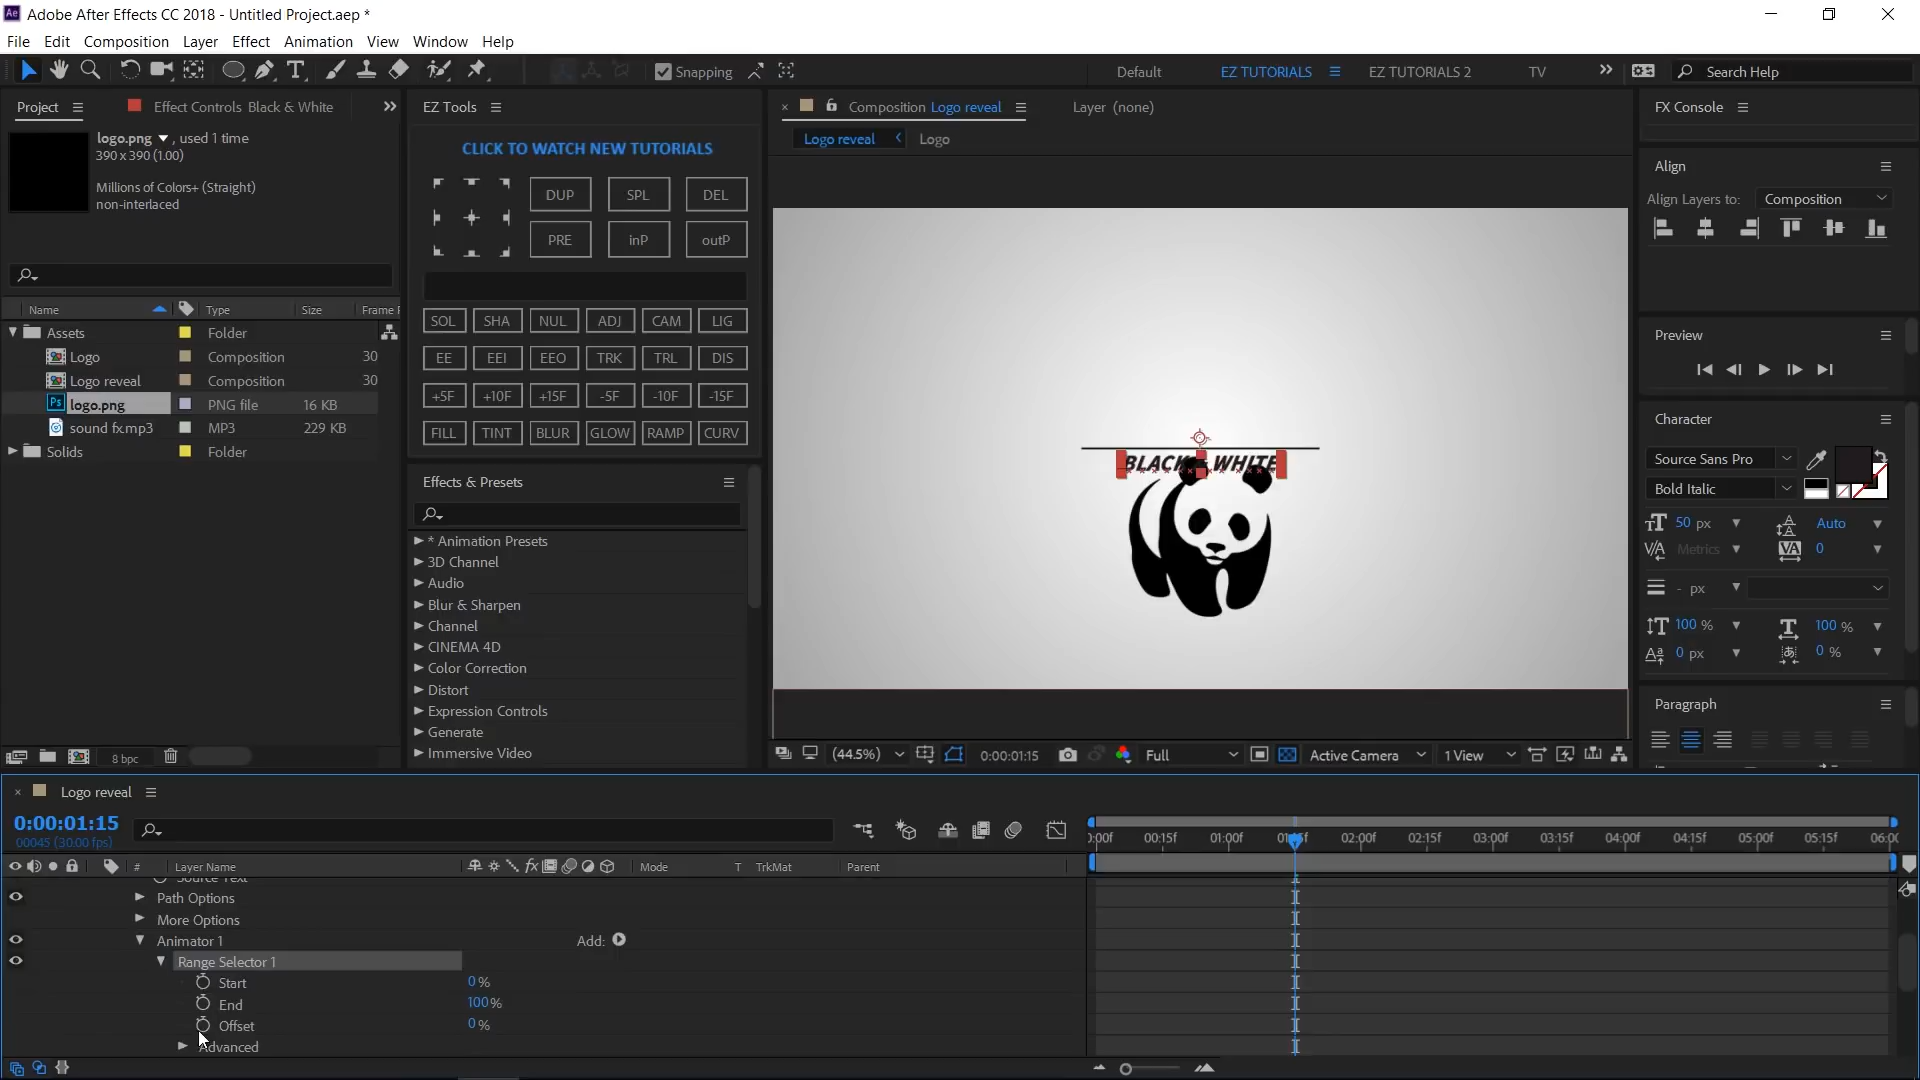 Adobe After Effects CC 2018 - Untitled Project.aep *
File Edit Composition Layer Effect Animation View Window Help
Snapping
Default EZ TUTORIALS EZ TUTORIALS 2 TV Search Help
Project Effect Controls Black & White
logo.png , used 1 time
390 x 390 (1.00)
Millions of Colors+ (Straight)
non-interlaced
Name Type Size Frame
Assets Folder
Logo Composition 30
Logo reveal Composition 30
logo.png PNG file 16 KB
sound fx.mp3 MP3 229 KB
Solids Folder
8 bpc
EZ Tools
CLICK TO WATCH NEW TUTORIALS
DUP SPL DEL
PRE inP outP
SOL SHA NUL ADJ CAM LIG
EE EEI EEO TRK TRL DIS
+5F +10F +15F -5F -10F -15F
FILL TINT BLUR GLOW RAMP CURV
Effects & Presets
* Animation Presets
3D Channel
Audio
Blur & Sharpen
Channel
CINEMA 4D
Color Correction
Distort
Expression Controls
Generate
Immersive Video
Composition Logo reveal Layer (none)
Logo reveal Logo
BLACK & WHITE
(44.5%) 0:00:01:15 Full Active Camera 1 View
FX Console
Align
Align Layers to: Composition
Preview
Character
Source Sans Pro
Bold Italic
50 px Auto
Metrics 0
- px
100 % 100 %
0 px 0 %
Paragraph
Logo reveal
0:00:01:15
00045 (30.00 fps)
# Layer Name Mode T TrkMat Parent
00:15f 01:00f 02:00f 02:15f 03:00f 03:15f 04:00f 04:15f 05:00f 05:15f
Source Text
Path Options
More Options
Animator 1 Add:
Range Selector 1
Start 0 %
End 100 %
Offset 0 %
Advanced